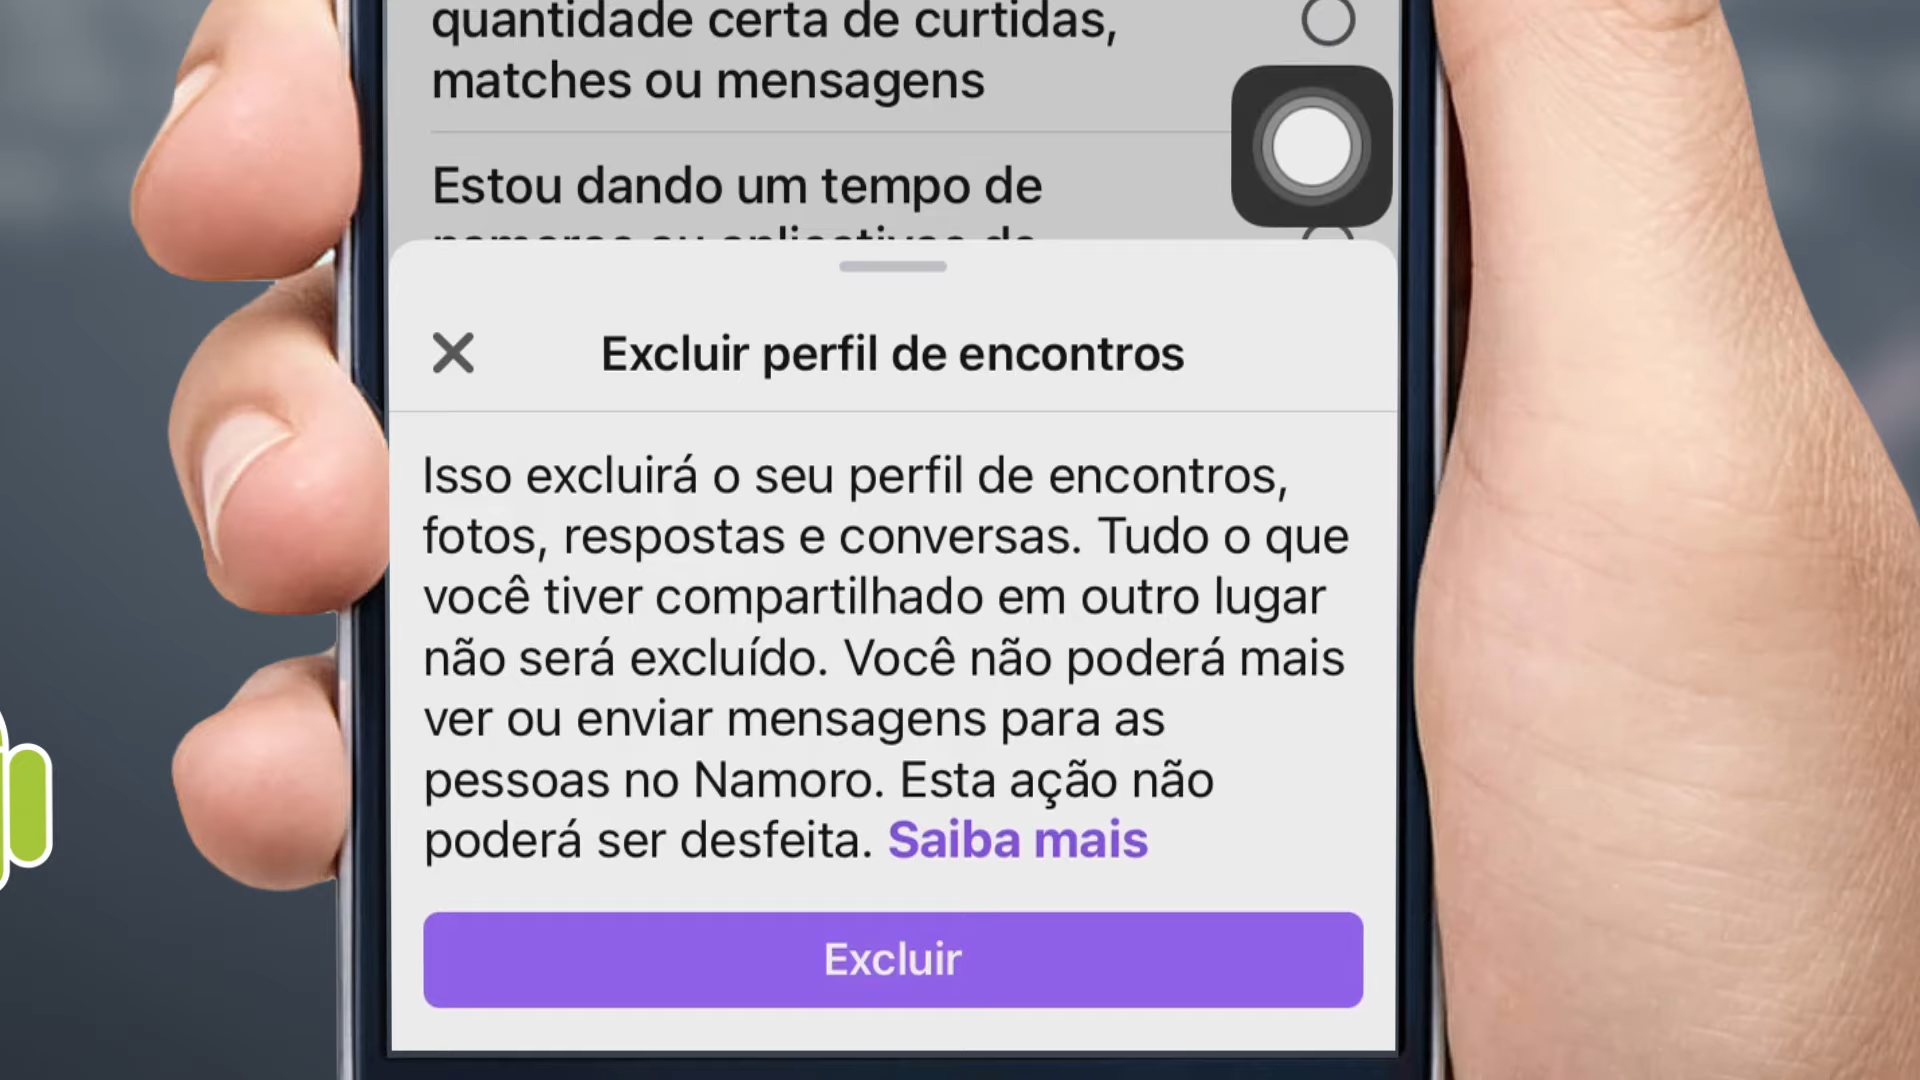 quantidade certa de curtidas,
matches ou mensagens
Estou dando um tempo de
Excluir perfil de encontros
Isso excluirá o seu perfil de encontros,
fotos, respostas e conversas. Tudo o que
você tiver compartilhado em outro lugar
não será excluído. Você não poderá mais
ver ou enviar mensagens para as
pessoas no Namoro. Esta ação não
poderá ser desfeita. Saiba mais
Excluir